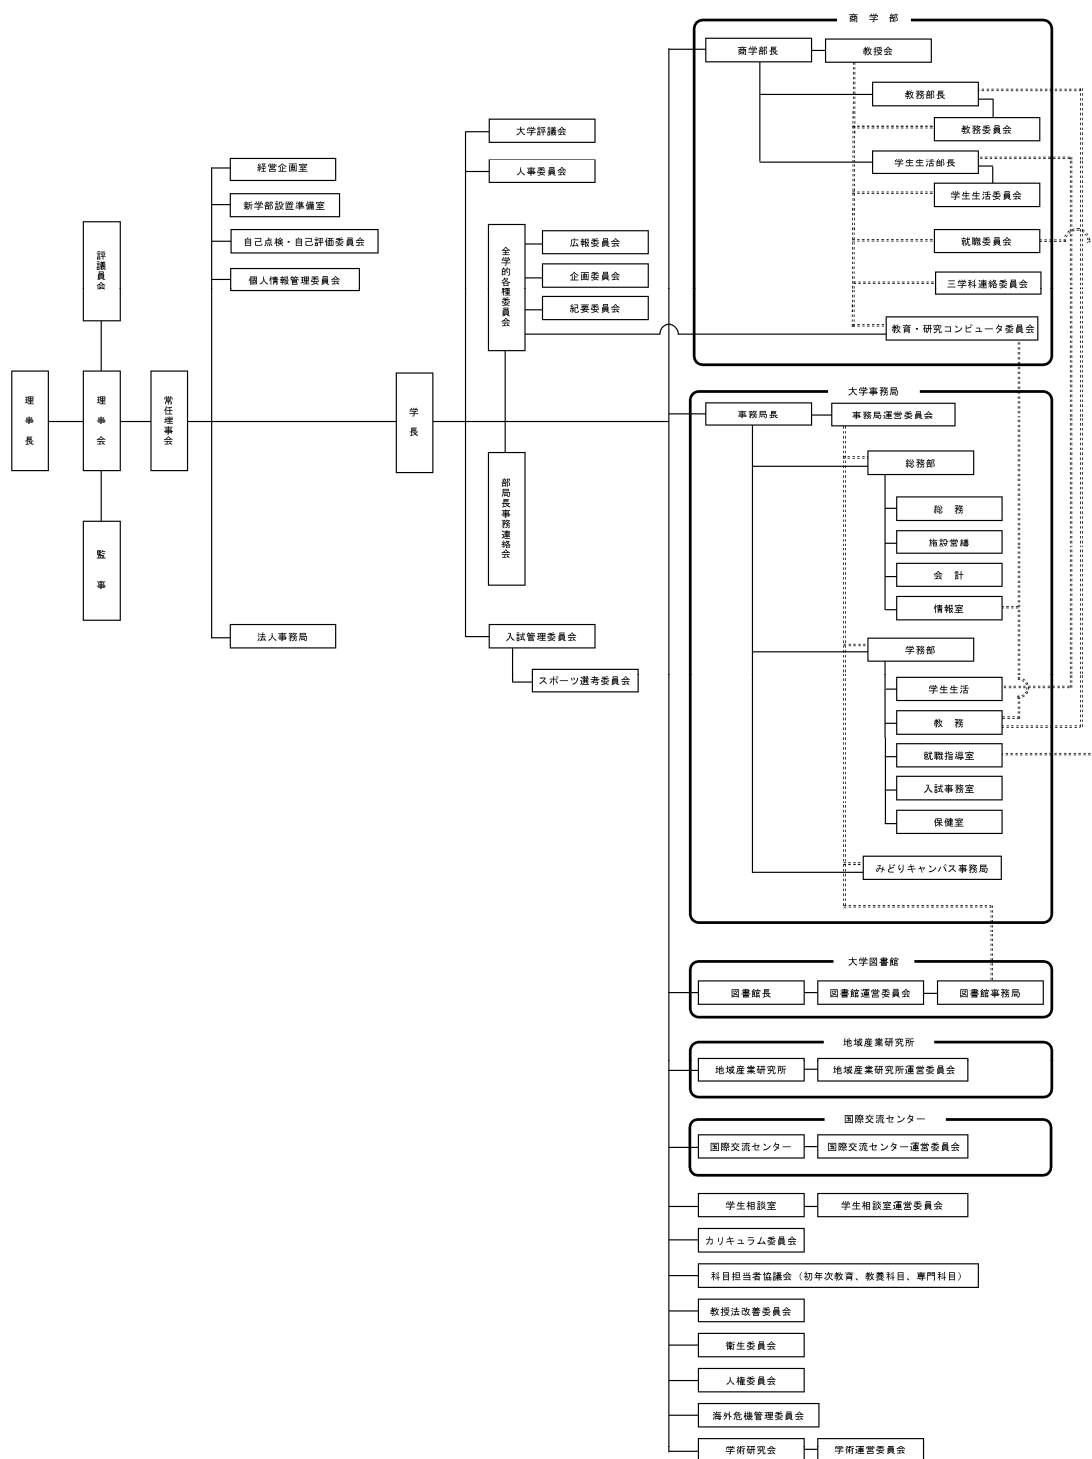 理事長
評議員会
理事会
監事
常任理事会
経営企画室
新学部設置準備室
自己点検・自己評価委員会
個人情報管理委員会
法人事務局
学長
大学評議会
人事委員会
全学的各種委員会
広報委員会
企画委員会
紀要委員会
部局長事務連絡会
入試管理委員会
スポーツ選考委員会
商 学 部
商学部長
教授会
教務部長
教務委員会
学生生活部長
学生生活委員会
就職委員会
三学科連絡委員会
教育・研究コンピュータ委員会
大学事務局
事務局長
事務局運営委員会
総務部
総 務
施設営繕
会 計
情報室
学務部
学生生活
教 務
就職指導室
入試事務室
保健室
みどりキャンパス事務局
大学図書館
図書館長
図書館運営委員会
図書館事務局
地域産業研究所
地域産業研究所
地域産業研究所運営委員会
国際交流センター
国際交流センター
国際交流センター運営委員会
学生相談室
学生相談室運営委員会
カリキュラム委員会
科目担当者協議会（初年次教育、教養科目、専門科目）
教授法改善委員会
衛生委員会
人権委員会
海外危機管理委員会
学術研究会
学術運営委員会